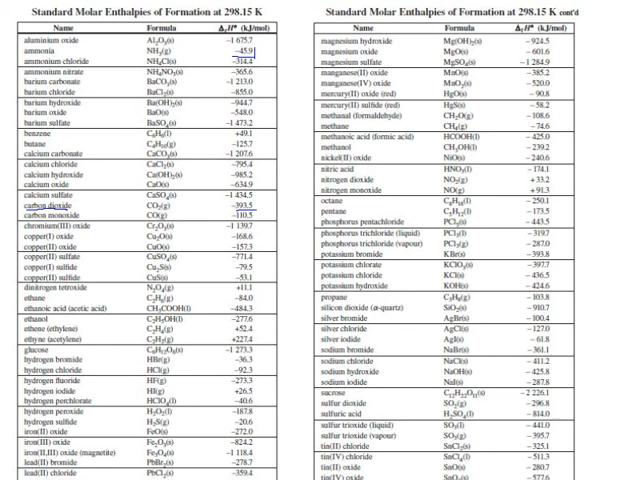 Standard Molar Enthalpies of Formation at 298.15 K
Name Formula ΔfH° (kJ/mol)
aluminium oxide Al2O3(s) −1 675.7
ammonia NH3(g) −45.9
ammonium chloride NH4Cl(s) −314.4
ammonium nitrate NH4NO3(s) −365.6
barium carbonate BaCO3(s) −1 213.0
barium chloride BaCl2(s) −855.0
barium hydroxide Ba(OH)2(s) −944.7
barium oxide BaO(s) −548.0
barium sulfate BaSO4(s) −1 473.2
benzene C6H6(l) +49.1
butane C4H10(g) −125.7
calcium carbonate CaCO3(s) −1 207.6
calcium chloride CaCl2(s) −795.4
calcium hydroxide Ca(OH)2(s) −985.2
calcium oxide CaO(s) −634.9
calcium sulfate CaSO4(s) −1 434.5
carbon dioxide CO2(g) −393.5
carbon monoxide CO(g) −110.5
chromium(III) oxide Cr2O3(s) −1 139.7
copper(I) oxide Cu2O(s) −168.6
copper(II) oxide CuO(s) −157.3
copper(II) sulfate CuSO4(s) −771.4
copper(I) sulfide Cu2S(s) −79.5
copper(II) sulfide CuS(s) −53.1
dinitrogen tetroxide N2O4(g) +11.1
ethane C2H6(g) −84.0
ethanoic acid (acetic acid) CH3COOH(l) −484.3
ethanol C2H5OH(l) −277.6
ethene (ethylene) C2H4(g) +52.4
ethyne (acetylene) C2H2(g) +227.4
glucose C6H12O6(s) −1 273.3
hydrogen bromide HBr(g) −36.3
hydrogen chloride HCl(g) −92.3
hydrogen fluoride HF(g) −273.3
hydrogen iodide HI(g) +26.5
hydrogen perchlorate HClO4(l) −40.6
hydrogen peroxide H2O2(l) −187.8
hydrogen sulfide H2S(g) −20.6
iron(II) oxide FeO(s) −272.0
iron(III) oxide Fe2O3(s) −824.2
iron(II,III) oxide (magnetite) Fe3O4(s) −1 118.4
lead(II) bromide PbBr2(s) −278.7
lead(II) chloride PbCl2(s) −359.4
Standard Molar Enthalpies of Formation at 298.15 K cont'd
Name Formula ΔfH° (kJ/mol)
magnesium hydroxide Mg(OH)2(s) −924.5
magnesium oxide MgO(s) −601.6
magnesium sulfate MgSO4(s) −1 284.9
manganese(II) oxide MnO(s) −385.2
manganese(IV) oxide MnO2(s) −520.0
mercury(II) oxide (red) HgO(s) −90.8
mercury(II) sulfide (red) HgS(s) −58.2
methanal (formaldehyde) CH2O(g) −108.6
methane CH4(g) −74.6
methanoic acid (formic acid) HCOOH(l) −425.0
methanol CH3OH(l) −239.2
nickel(II) oxide NiO(s) −240.6
nitric acid HNO3(l) −174.1
nitrogen dioxide NO2(g) +33.2
nitrogen monoxide NO(g) +91.3
octane C8H18(l) −250.1
pentane C5H12(l) −173.5
phosphorus pentachloride PCl5(s) −443.5
phosphorus trichloride (liquid) PCl3(l) −319.7
phosphorus trichloride (vapour) PCl3(g) −287.0
potassium bromide KBr(s) −393.8
potassium chlorate KClO3(s) −397.7
potassium chloride KCl(s) −436.5
potassium hydroxide KOH(s) −424.6
propane C3H8(g) −103.8
silicon dioxide (α-quartz) SiO2(s) −910.7
silver bromide AgBr(s) −100.4
silver chloride AgCl(s) −127.0
silver iodide AgI(s) −61.8
sodium bromide NaBr(s) −361.1
sodium chloride NaCl(s) −411.2
sodium hydroxide NaOH(s) −425.8
sodium iodide NaI(s) −287.8
sucrose C12H22O11(s) −2 226.1
sulfur dioxide SO2(g) −296.8
sulfuric acid H2SO4(l) −814.0
sulfur trioxide (liquid) SO3(l) −441.0
sulfur trioxide (vapour) SO3(g) −395.7
tin(II) chloride SnCl2(s) −325.1
tin(IV) chloride SnCl4(l) −511.3
tin(II) oxide SnO(s) −280.7
tin(IV) oxide SnO2(s) −577.6